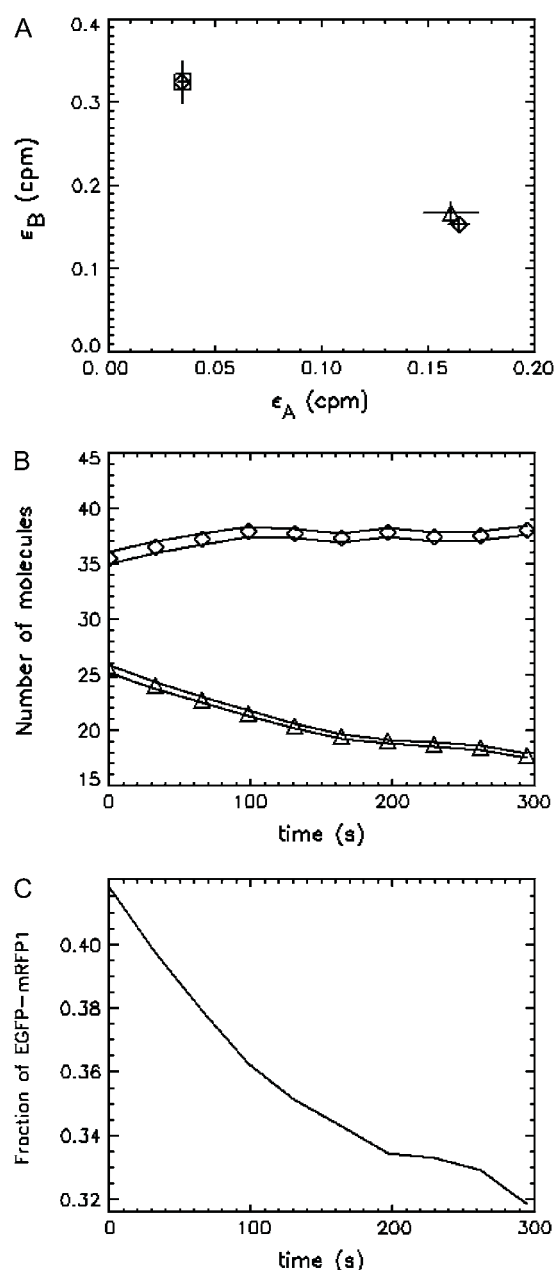 A
0.4
0.3
0.2
0.1
0.0
ε_B (cpm)
0.00 0.05 0.10 0.15 0.20
ε_A (cpm)
B
45
40
35
30
25
20
15
Number of molecules
0 100 200 300
time (s)
C
0.40
0.38
0.36
0.34
0.32
Fraction of EGFP-mRFP1
0 100 200 300
time (s)